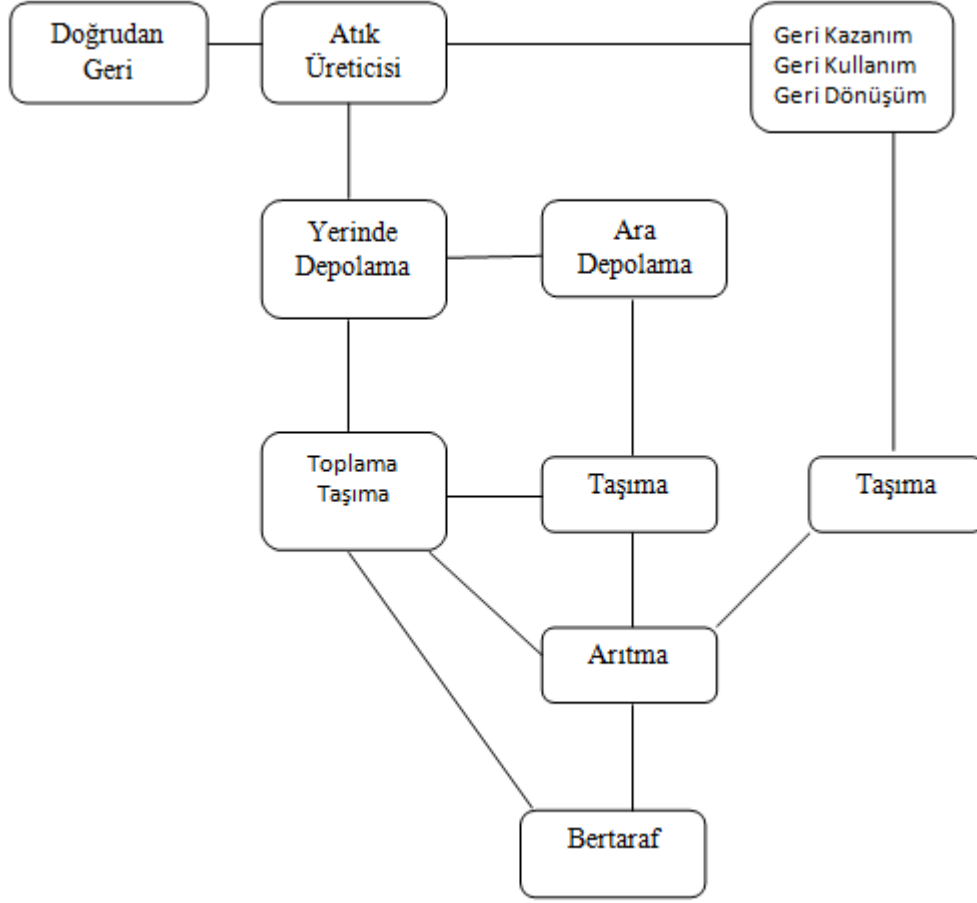 Doğrudan
Geri
Atık
Üreticisi
Geri Kazanım
Geri Kullanım
Geri Dönüşüm
Yerinde
Depolama
Ara
Depolama
Toplama
Taşıma
Taşıma
Taşıma
Arıtma
Bertaraf